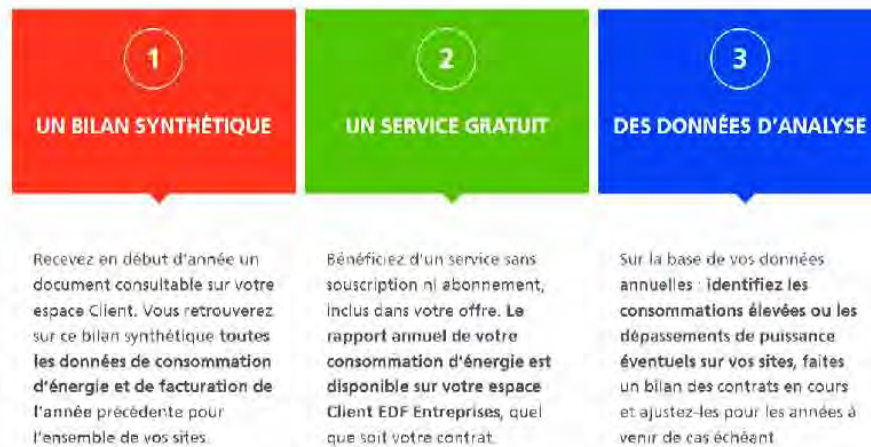 1
UN BILAN SYNTHÉTIQUE
Recevez en début d'année un
document consultable sur votre
espace Client. Vous retrouverez
sur ce bilan synthétique toutes
les données de consommation
d'énergie et de facturation de
l'année précédente pour
l'ensemble de vos sites.
2
UN SERVICE GRATUIT
Bénéficiez d'un service sans
souscription ni abonnement,
inclus dans votre offre. Le
rapport annuel de votre
consommation d'énergie est
disponible sur votre espace
Client EDF Entreprises, quel
que soit votre contrat.
3
DES DONNÉES D'ANALYSE
Sur la base de vos données
annuelles : identifiez les
consommations élevées ou les
dépassements de puissance
éventuels sur vos sites, faites
un bilan des contrats en cours
et ajustez-les pour les années à
venir de cas échéant